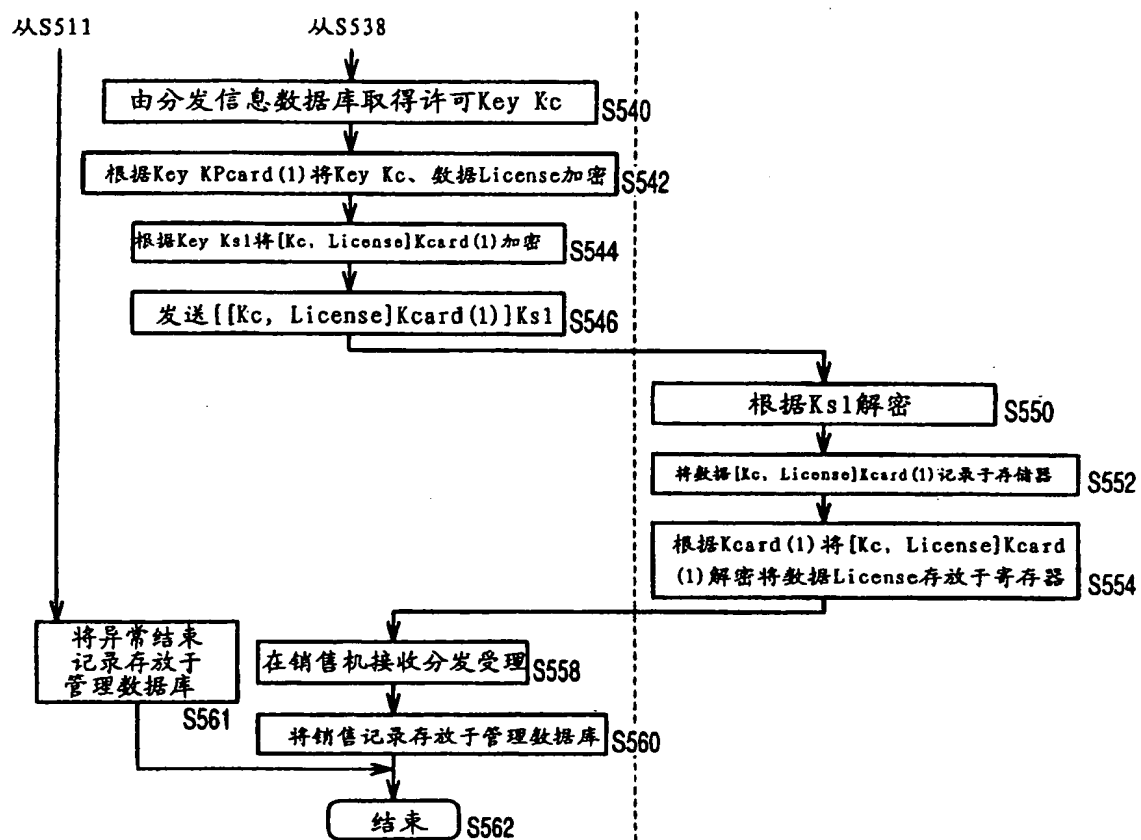 从S511
从S538
由分发信息数据库取得许可Key Kc
S540
根据Key KPcard(1)将Key Kc、数据License加密
S542
根据Key Ks1将[Kc, License]Kcard(1)加密
S544
发送[[Kc, License]Kcard(1)]Ks1
S546
根据Ks1解密
S550
将数据[Kc, License]Kcard(1)记录于存储器
S552
根据Kcard(1)将[Kc, License]Kcard
(1)解密将数据License存放于寄存器
S554
将异常结束
记录存放于
管理数据库
S561
在销售机接收分发受理
S558
将销售记录存放于管理数据库
S560
结束
S562